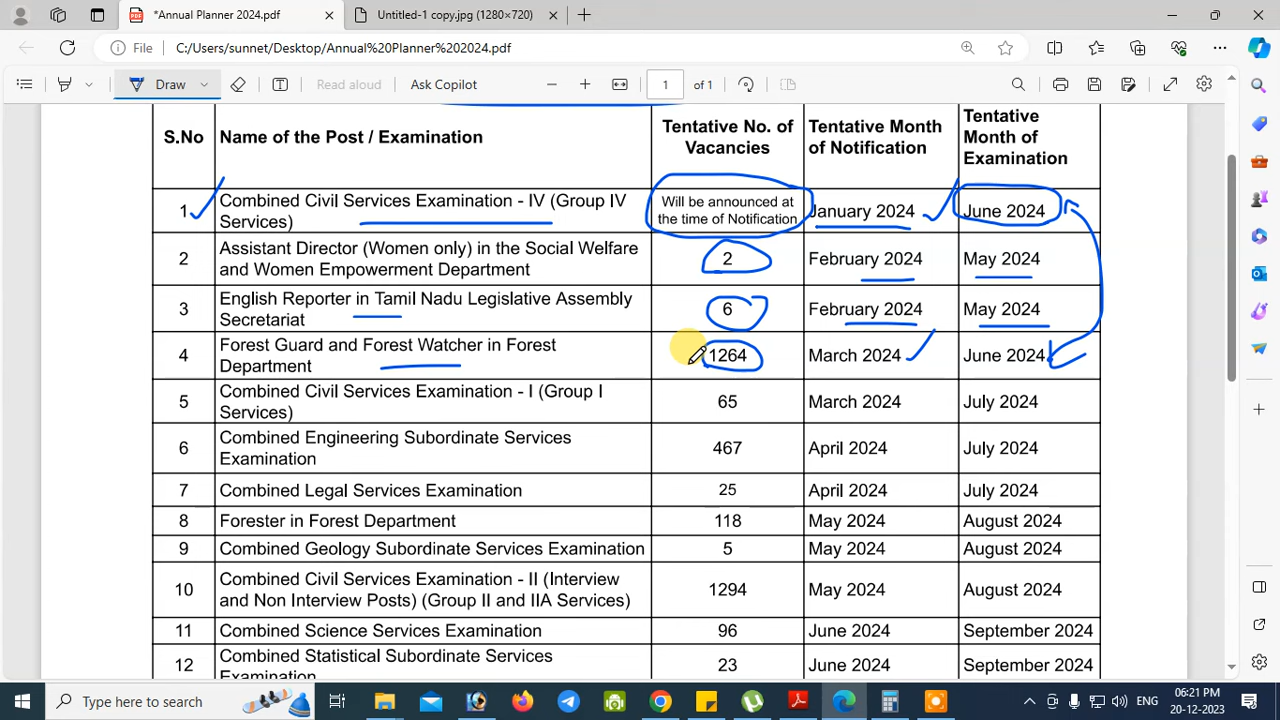 *Annual Planner 2024.pdf
Untitled-1 copy.jpg (1280×720)
File
C:/Users/sunnet/Desktop/Annual%20Planner%202024.pdf
Draw
Read aloud
Ask Copilot
1
of 1
S.No
Name of the Post / Examination
Tentative No. of
Vacancies
Tentative Month
of Notification
Tentative
Month of
Examination
1
Combined Civil Services Examination - IV (Group IV
Services)
Will be announced at
the time of Notification
January 2024
June 2024
2
Assistant Director (Women only) in the Social Welfare
and Women Empowerment Department
2
February 2024
May 2024
3
English Reporter in Tamil Nadu Legislative Assembly
Secretariat
6
February 2024
May 2024
4
Forest Guard and Forest Watcher in Forest
Department
1264
March 2024
June 2024
5
Combined Civil Services Examination - I (Group I
Services)
65
March 2024
July 2024
6
Combined Engineering Subordinate Services
Examination
467
April 2024
July 2024
7
Combined Legal Services Examination
25
April 2024
July 2024
8
Forester in Forest Department
118
May 2024
August 2024
9
Combined Geology Subordinate Services Examination
5
May 2024
August 2024
10
Combined Civil Services Examination - II (Interview
and Non Interview Posts) (Group II and IIA Services)
1294
May 2024
August 2024
11
Combined Science Services Examination
96
June 2024
September 2024
12
Combined Statistical Subordinate Services
Examination
23
June 2024
September 2024
Type here to search
ENG
06:21 PM
20-12-2023